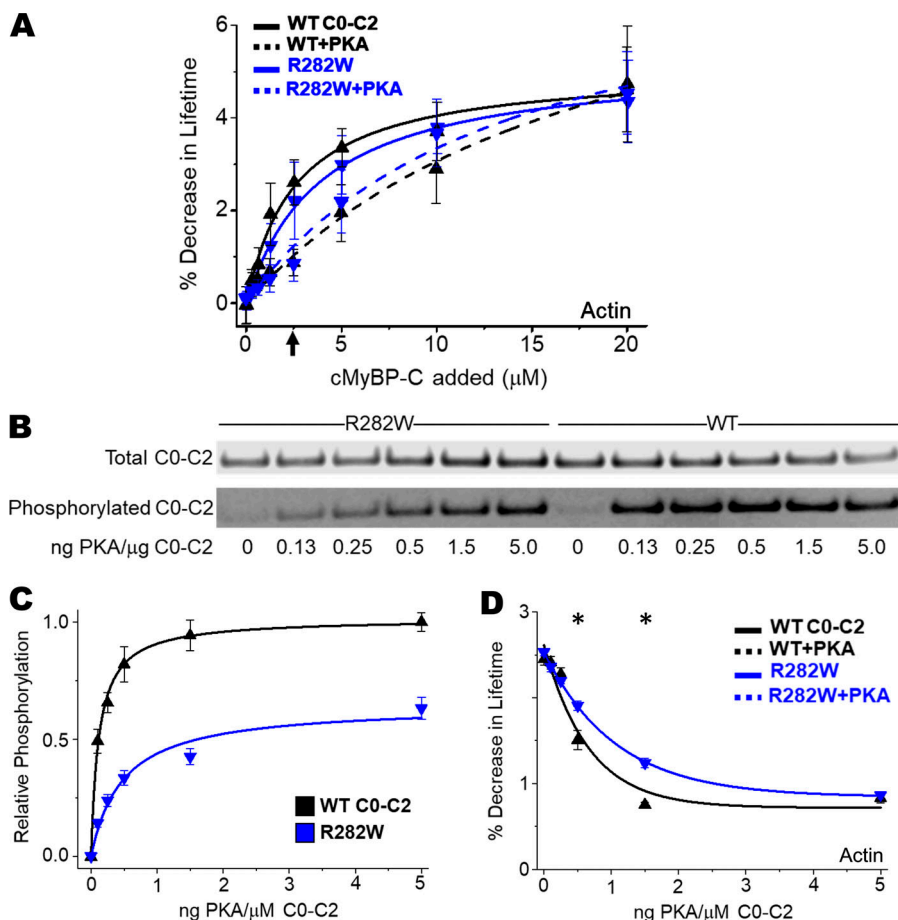 A
WT C0-C2
WT+PKA
R282W
R282W+PKA
6
4
2
0
% Decrease in Lifetime
Actin
0 5 10 15 20
cMyBP-C added (μM)
B
R282W WT
Total C0-C2
Phosphorylated C0-C2
ng PKA/μg C0-C2 0 0.13 0.25 0.5 1.5 5.0 0 0.13 0.25 0.5 1.5 5.0
C
1.0
0.5
0.0
Relative Phosphorylation
WT C0-C2
R282W
0 1 2 3 4 5
ng PKA/μM C0-C2
D
3
2
1
0
% Decrease in Lifetime
* *
WT C0-C2
WT+PKA
R282W
R282W+PKA
Actin
0 1 2 3 4 5
ng PKA/μM C0-C2